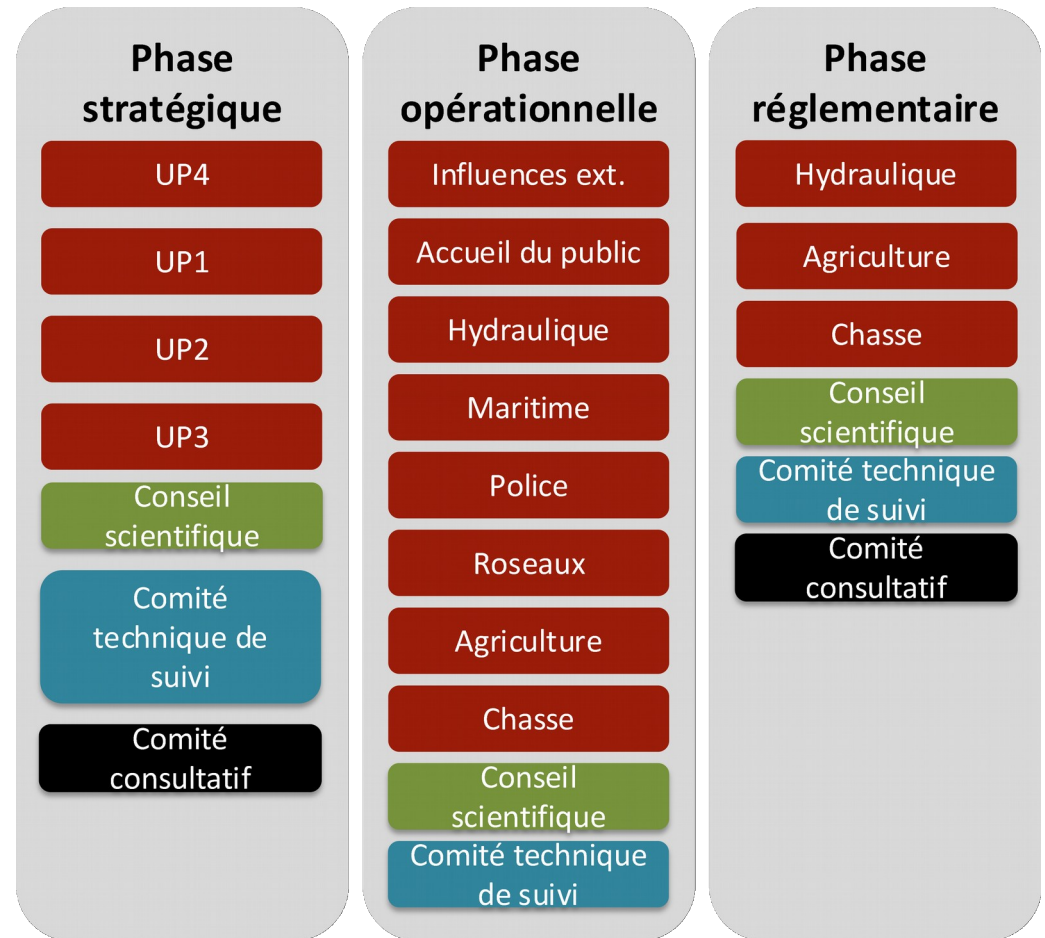 Phase
stratégique
UP4
UP1
UP2
UP3
Conseil
scientifique
Comité
technique de
suivi
Comité
consultatif
Phase
opérationnelle
Influences ext.
Accueil du public
Hydraulique
Maritime
Police
Roseaux
Agriculture
Chasse
Conseil
scientifique
Comité technique
de suivi
Phase
réglementaire
Hydraulique
Agriculture
Chasse
Conseil
scientifique
Comité technique
de suivi
Comité
consultatif